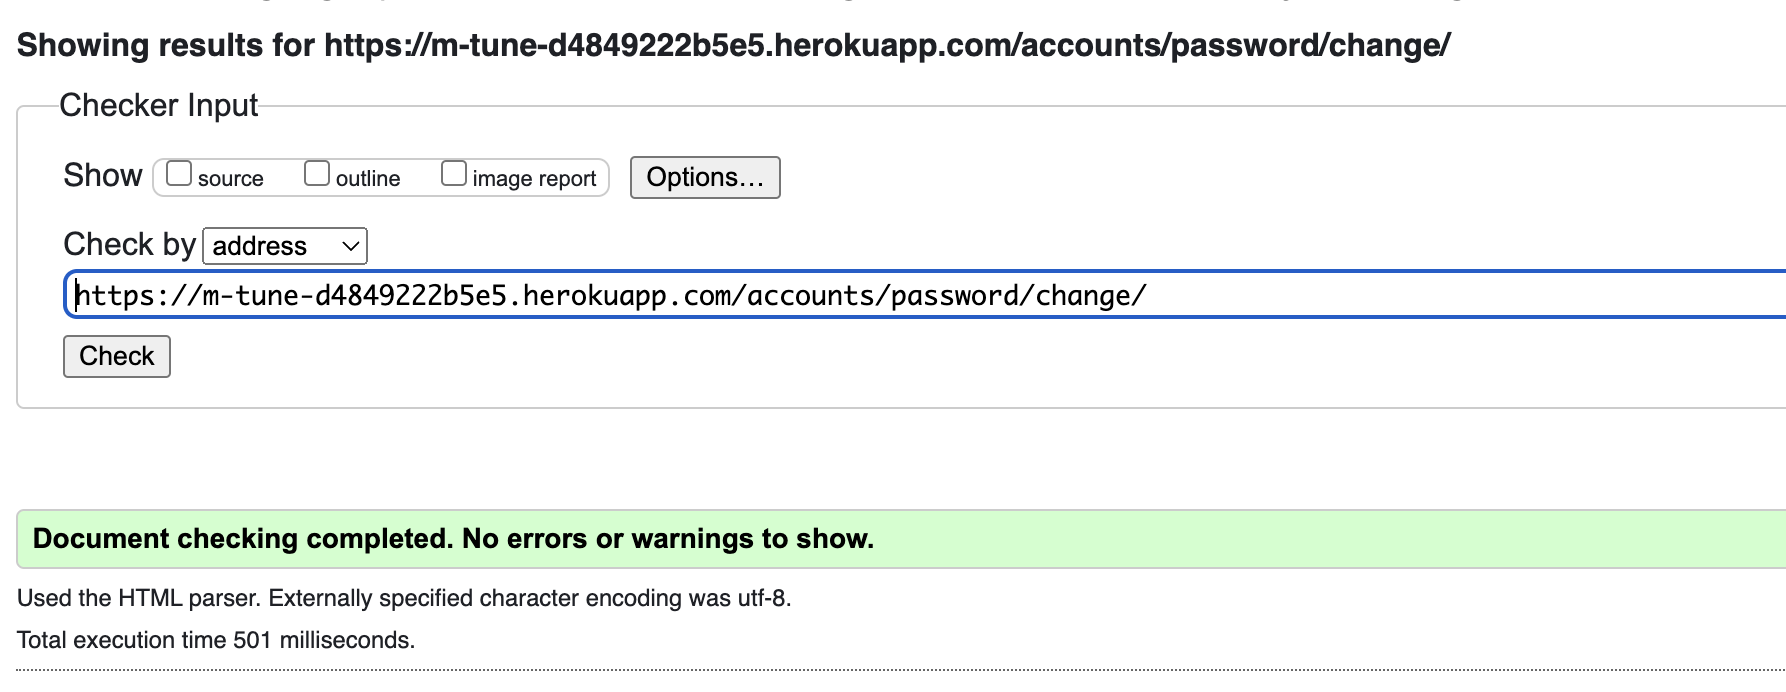 Showing results for https://m-tune-d4849222b5e5.herokuapp.com/accounts/password/change/
Checker Input
Show source outline image report Options...
Check by address
https://m-tune-d4849222b5e5.herokuapp.com/accounts/password/change/
Check
Document checking completed. No errors or warnings to show.
Used the HTML parser. Externally specified character encoding was utf-8.
Total execution time 501 milliseconds.